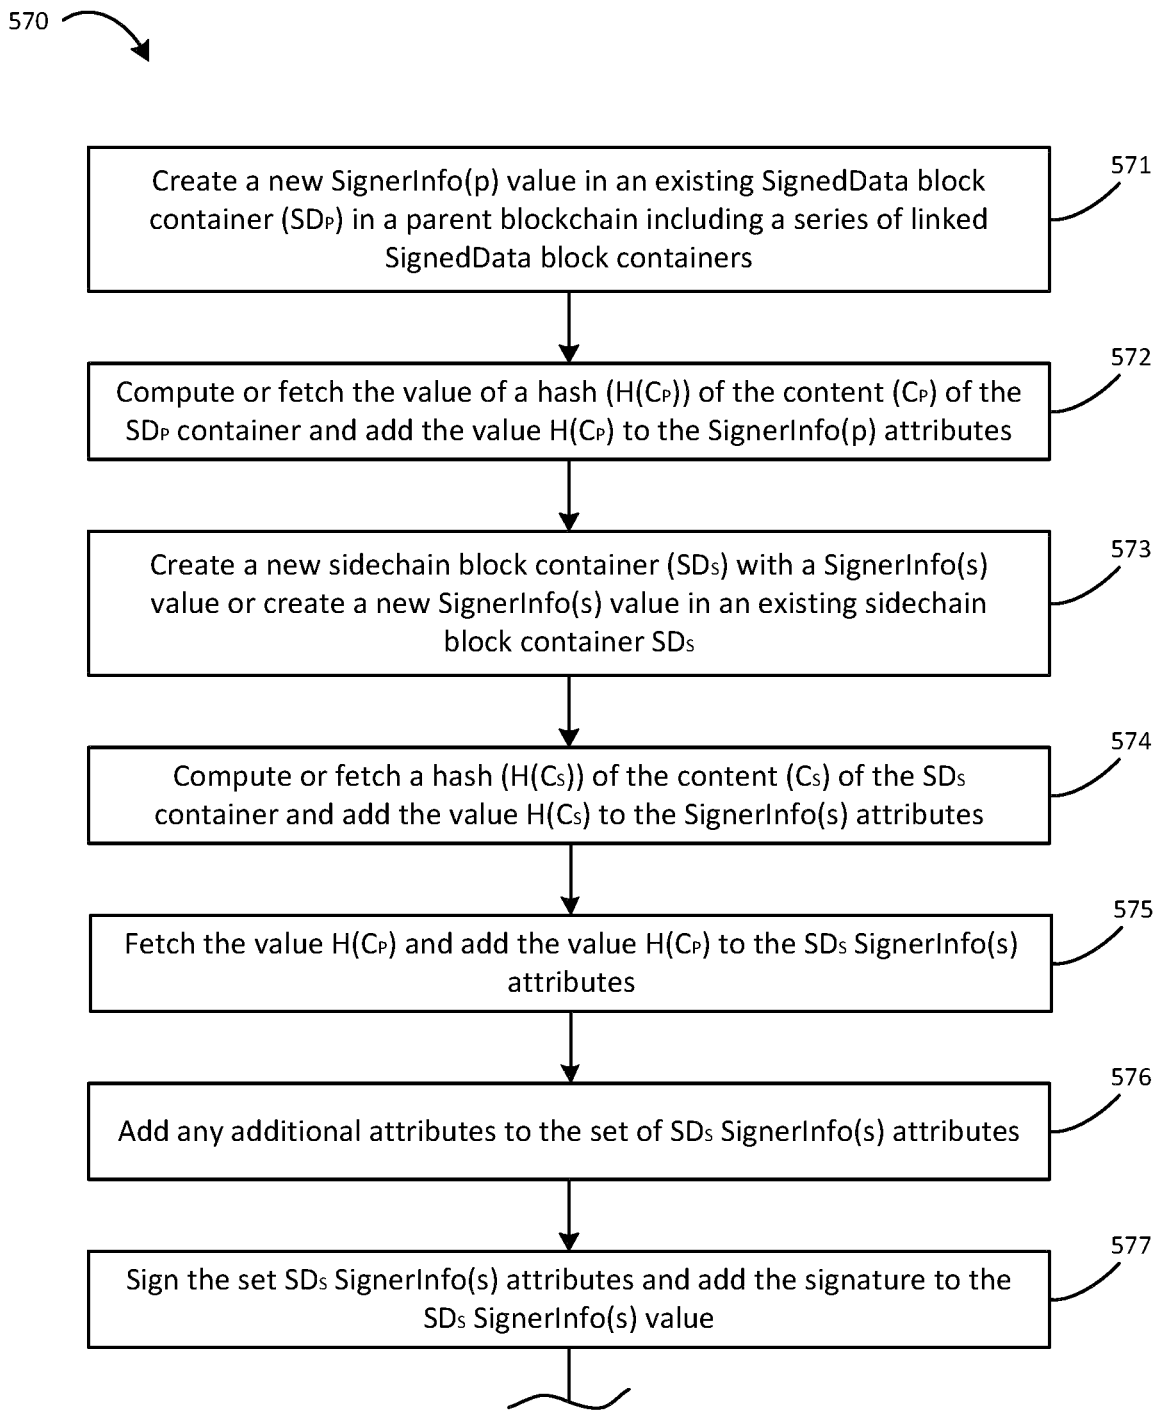 570
571
Create a new SignerInfo(p) value in an existing SignedData block
container (SDP) in a parent blockchain including a series of linked
SignedData block containers
572
Compute or fetch the value of a hash (H(CP)) of the content (CP) of the
SDP container and add the value H(CP) to the SignerInfo(p) attributes
573
Create a new sidechain block container (SDS) with a SignerInfo(s)
value or create a new SignerInfo(s) value in an existing sidechain
block container SDS
574
Compute or fetch a hash (H(CS)) of the content (CS) of the SDS
container and add the value H(CS) to the SignerInfo(s) attributes
575
Fetch the value H(CP) and add the value H(CP) to the SDS SignerInfo(s)
attributes
576
Add any additional attributes to the set of SDS SignerInfo(s) attributes
577
Sign the set SDS SignerInfo(s) attributes and add the signature to the
SDS SignerInfo(s) value